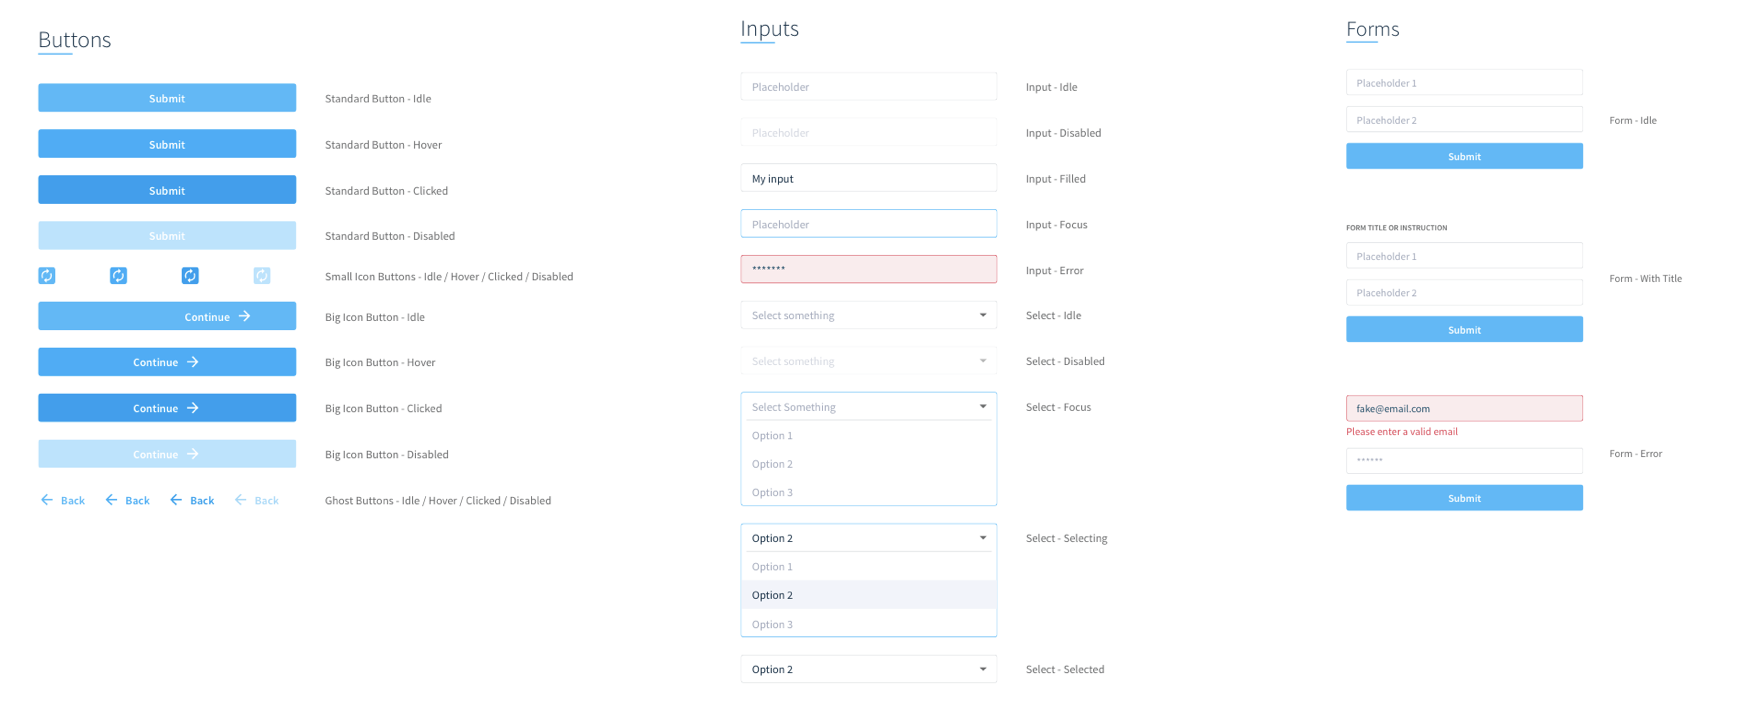 Buttons
Submit
Standard Button - Idle
Submit
Standard Button - Hover
Submit
Standard Button - Clicked
Submit
Standard Button - Disabled
Small Icon Buttons - Idle / Hover / Clicked / Disabled
Continue
Big Icon Button - Idle
Continue
Big Icon Button - Hover
Continue
Big Icon Button - Clicked
Continue
Big Icon Button - Disabled
Back Back Back Back
Ghost Buttons - Idle / Hover / Clicked / Disabled
Inputs
Placeholder
Input - Idle
Placeholder
Input - Disabled
My input
Input - Filled
Placeholder
Input - Focus
*******
Input - Error
Select something
Select - Idle
Select something
Select - Disabled
Select Something
Select - Focus
Option 1
Option 2
Option 3
Option 2
Select - Selecting
Option 1
Option 2
Option 3
Option 2
Select - Selected
Forms
Placeholder 1
Placeholder 2
Form - Idle
Submit
FORM TITLE OR INSTRUCTION
Placeholder 1
Form - With Title
Placeholder 2
Submit
fake@email.com
Please enter a valid email
Form - Error
******
Submit